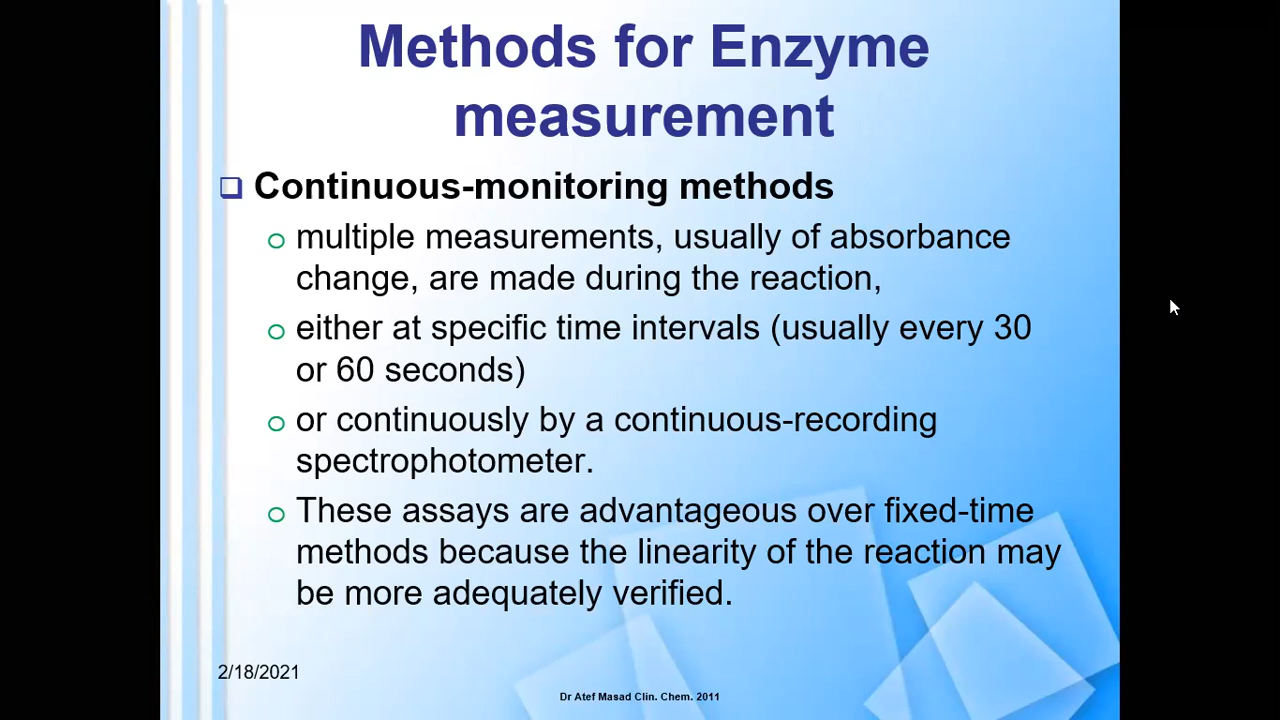 Methods for Enzyme
measurement
Continuous-monitoring methods
multiple measurements, usually of absorbance
change, are made during the reaction,
either at specific time intervals (usually every 30
or 60 seconds)
or continuously by a continuous-recording
spectrophotometer.
These assays are advantageous over fixed-time
methods because the linearity of the reaction may
be more adequately verified.
2/18/2021
Dr Atef Masad Clin. Chem. 2011